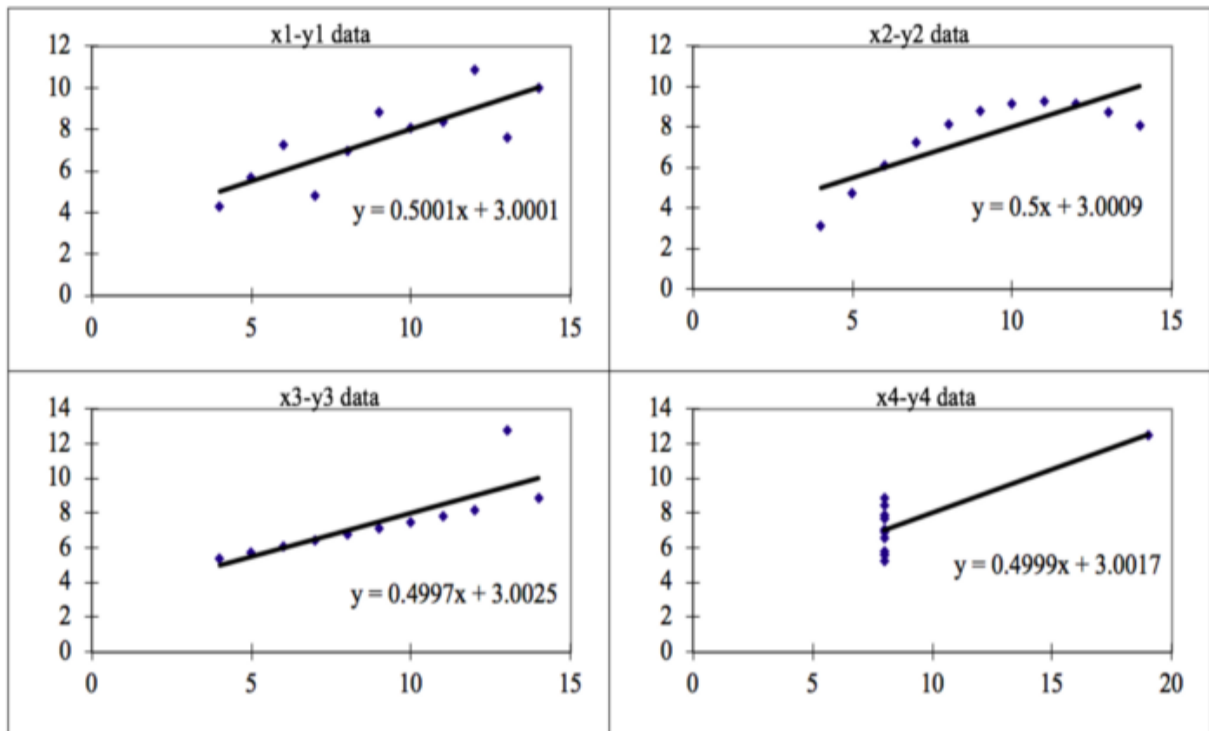 x1-y1 data
12
10
8
6
4
2
0
y = 0.5001x + 3.0001
0 5 10 15
x2-y2 data
12
10
8
6
4
2
0
y = 0.5x + 3.0009
0 5 10 15
x3-y3 data
14
12
10
8
6
4
2
0
y = 0.4997x + 3.0025
0 5 10 15
x4-y4 data
14
12
10
8
6
4
2
0
y = 0.4999x + 3.0017
0 5 10 15 20